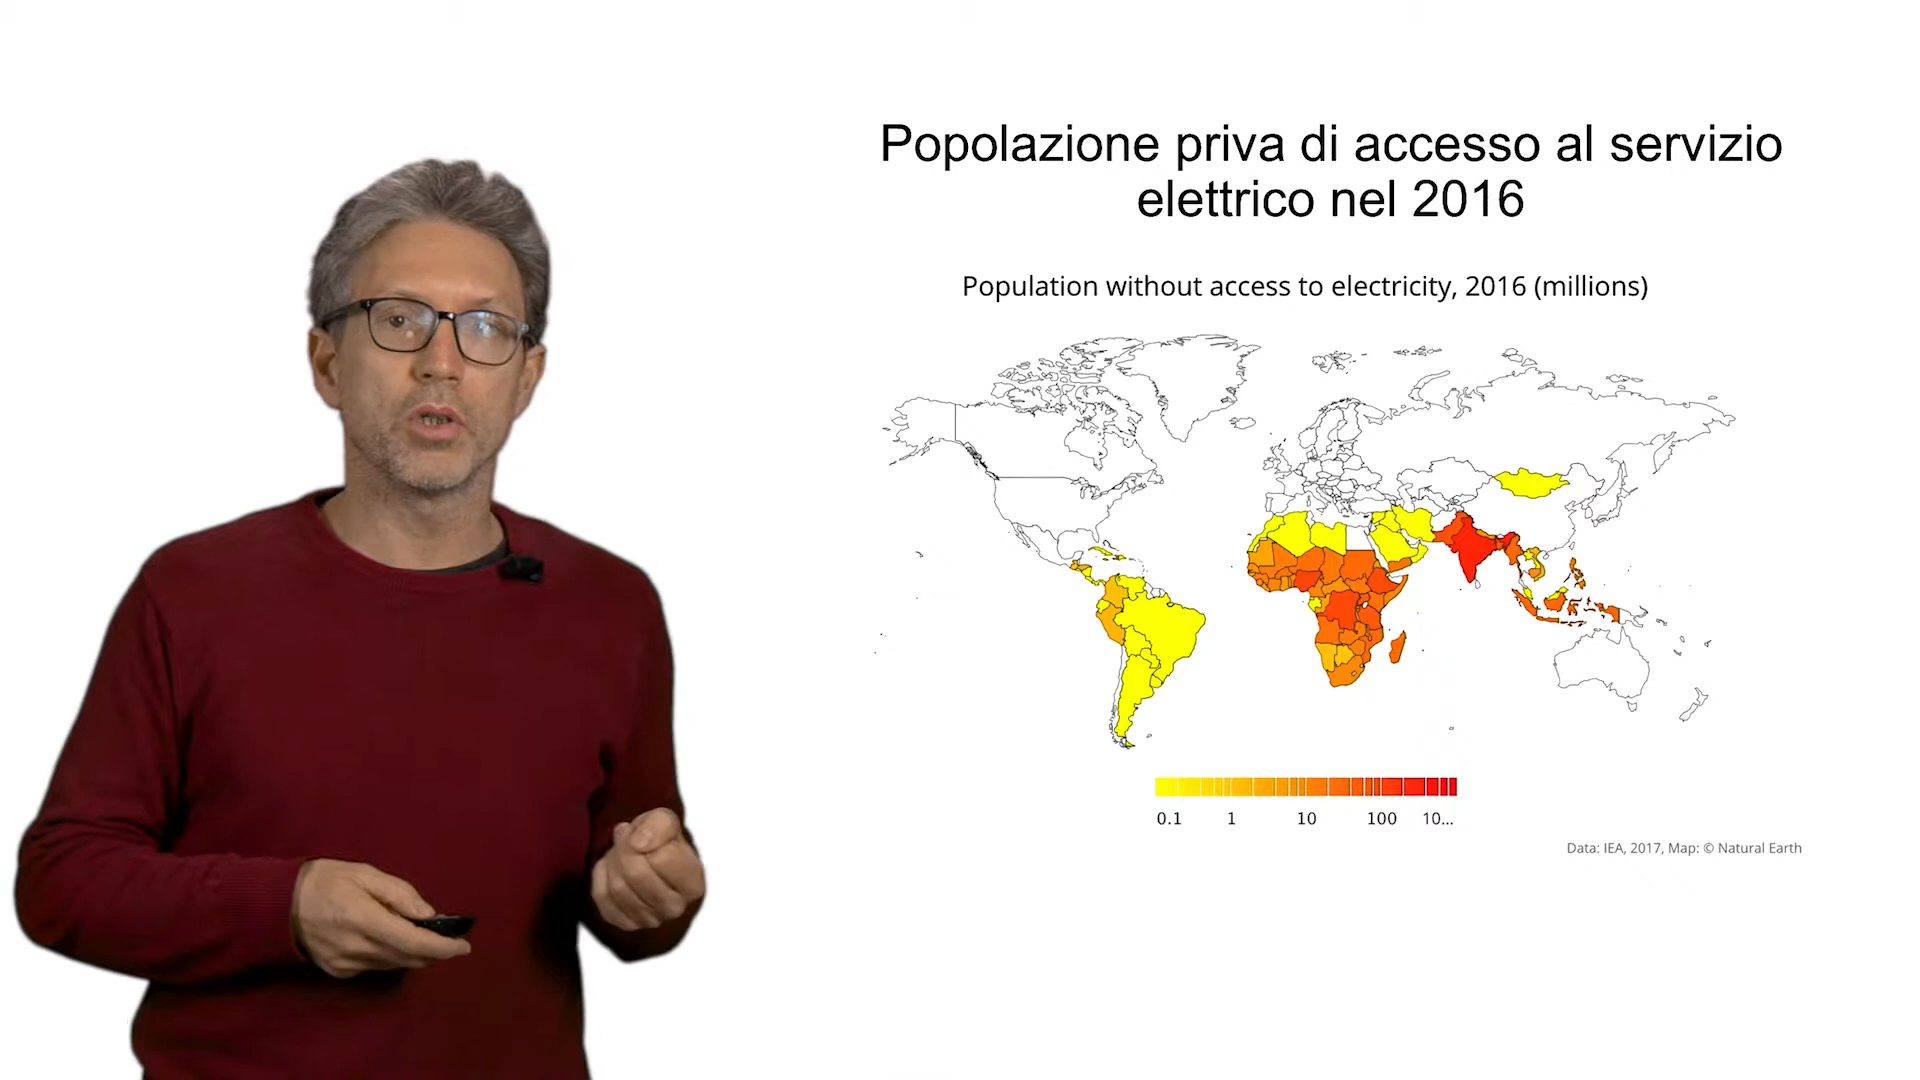 Popolazione priva di accesso al servizio
elettrico nel 2016
Population without access to electricity, 2016 (millions)
0.1 1 10 100 10...
Data: IEA, 2017, Map: © Natural Earth